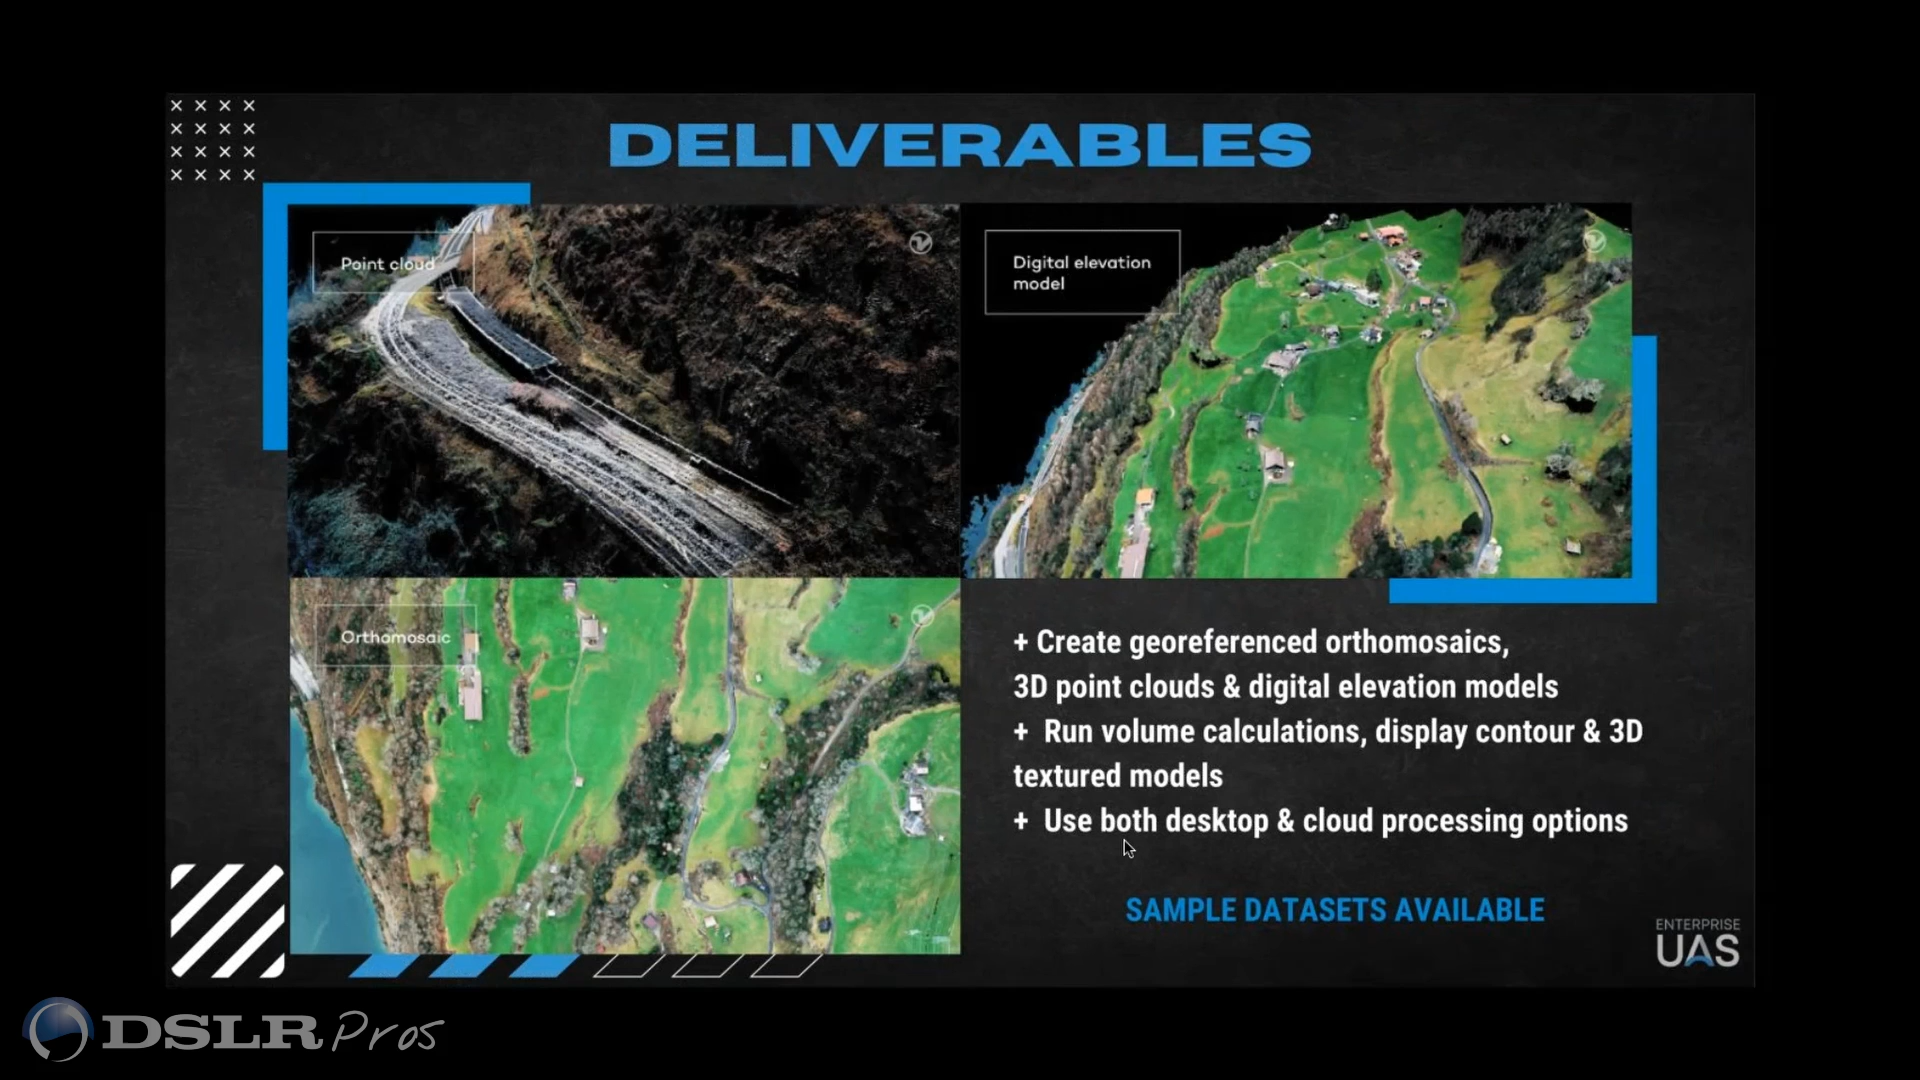 DELIVERABLES
Point cloud
Digital elevation
model
Orthomosaic
+ Create georeferenced orthomosaics,
3D point clouds & digital elevation models
+ Run volume calculations, display contour & 3D
textured models
+ Use both desktop & cloud processing options
SAMPLE DATASETS AVAILABLE
ENTERPRISE
UAS
DSLR Pros